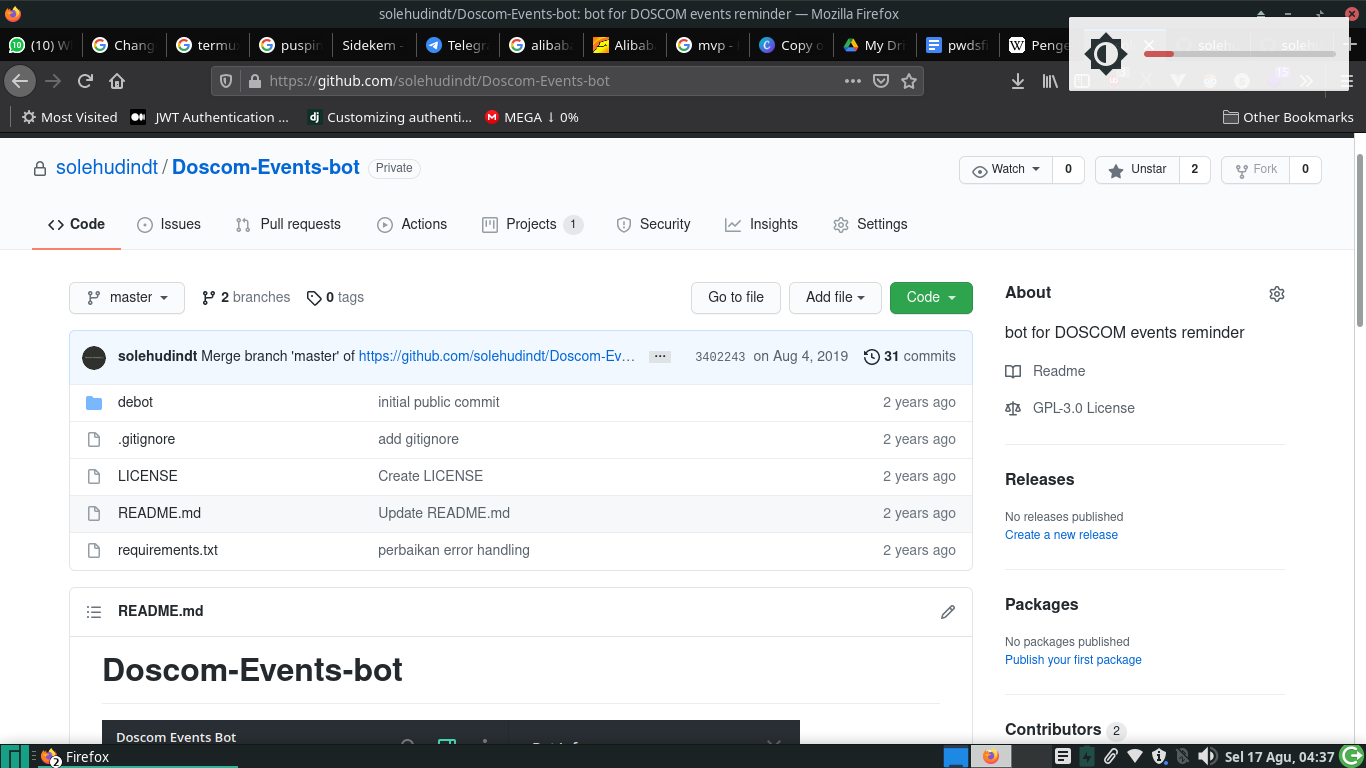 solehudindt/Doscom-Events-bot: bot for DOSCOM events reminder — Mozilla Firefox
(10) W Chang termu puspin Sidekem - Telegr alibaba Alibab mvp - Copy o My Dri pwdsfi Penge soleh soleh
https://github.com/solehudindt/Doscom-Events-bot 15
Most Visited JWT Authentication ... Customizing authenti... MEGA ↓ 0% Other Bookmarks
solehudindt / Doscom-Events-bot Private Watch 0 Unstar 2 Fork 0
Code Issues Pull requests Actions Projects 1 Security Insights Settings
master 2 branches 0 tags Go to file Add file Code
solehudindt Merge branch 'master' of https://github.com/solehudindt/Doscom-Ev... ... 3402243 on Aug 4, 2019 31 commits
debot initial public commit 2 years ago
.gitignore add gitignore 2 years ago
LICENSE Create LICENSE 2 years ago
README.md Update README.md 2 years ago
requirements.txt perbaikan error handling 2 years ago
README.md
Doscom-Events-bot
Doscom Events Bot
About
bot for DOSCOM events reminder
Readme
GPL-3.0 License
Releases
No releases published
Create a new release
Packages
No packages published
Publish your first package
Contributors 2
2 Firefox Sel 17 Agu, 04:37